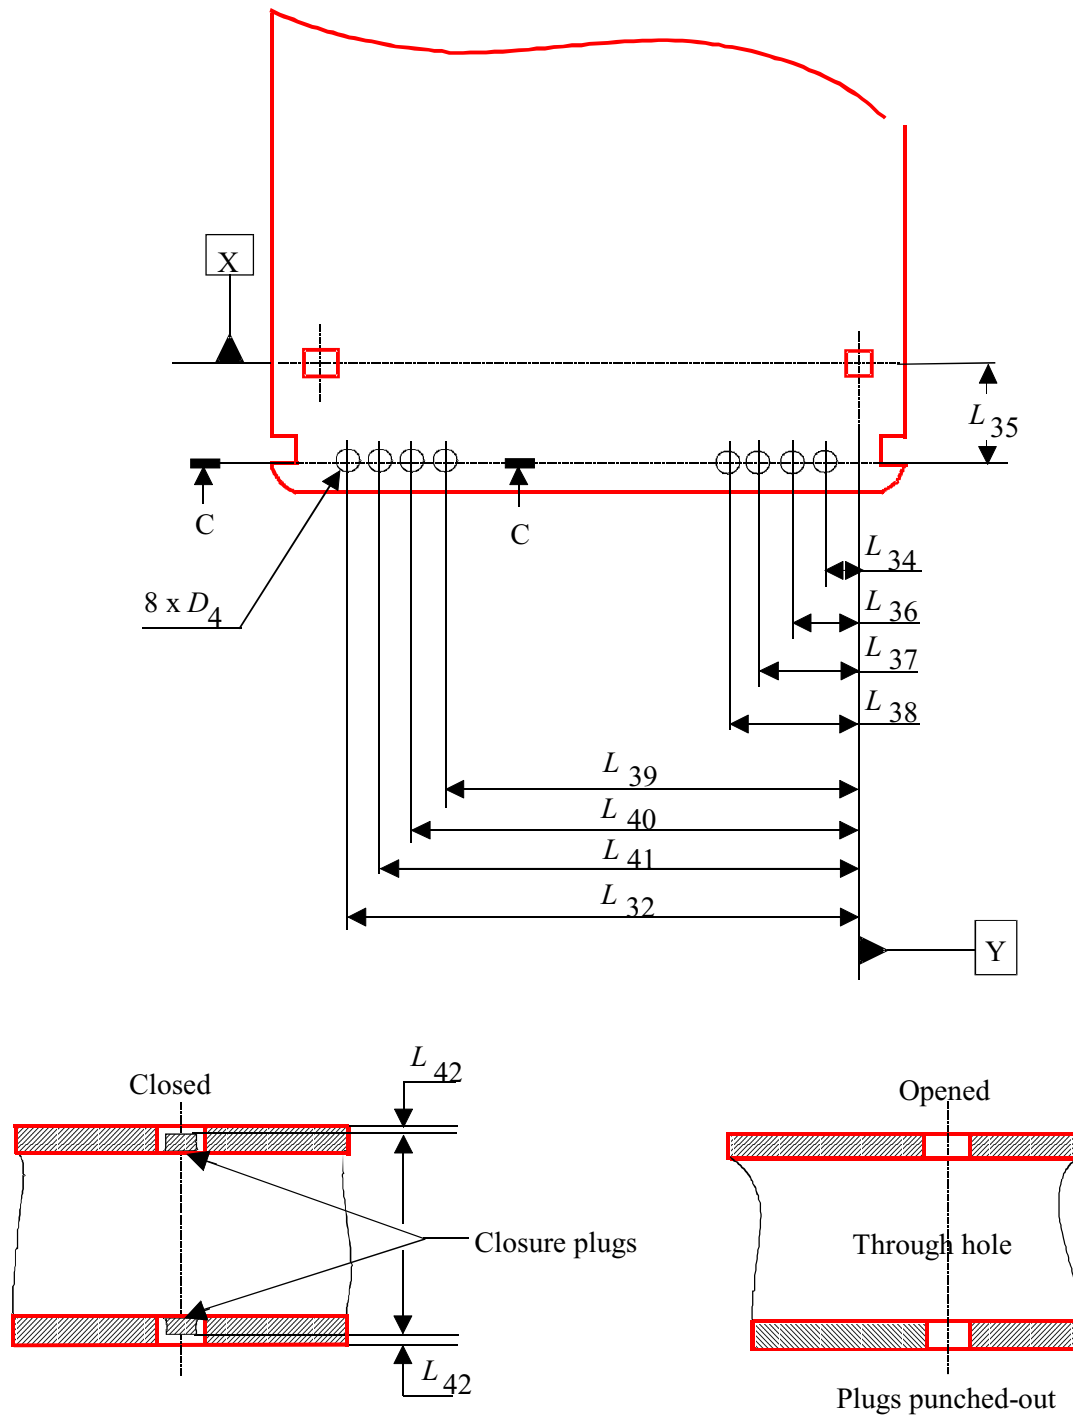 X
L 35
C
C
L 34
8 x D4
L 36
L 37
L 38
L 39
L 40
L 41
L 32
Y
L 42
Closed
Opened
Closure plugs
Through hole
L 42
Plugs punched-out